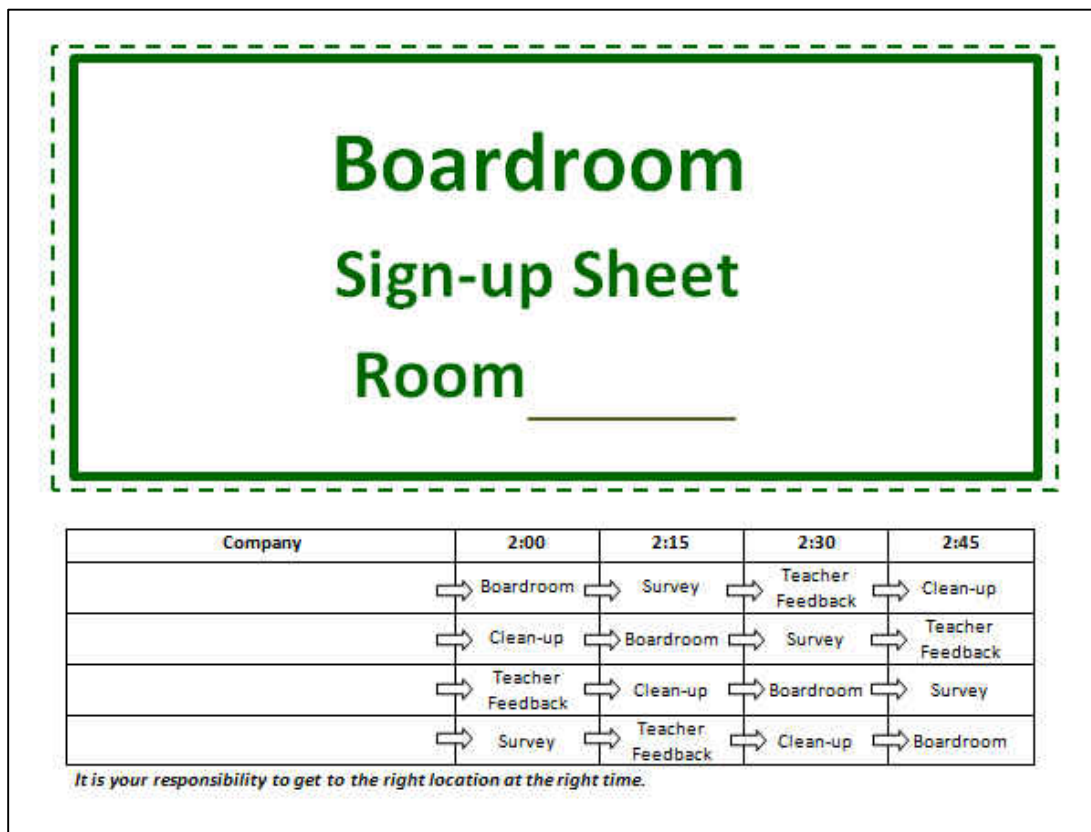 Boardroom
Sign-up Sheet
Room
Company 2:00 2:15 2:30 2:45
Boardroom Survey Teacher Feedback Clean-up
Clean-up Boardroom Survey Teacher Feedback
Teacher Feedback Clean-up Boardroom Survey
Survey Teacher Feedback Clean-up Boardroom
It is your responsibility to get to the right location at the right time.